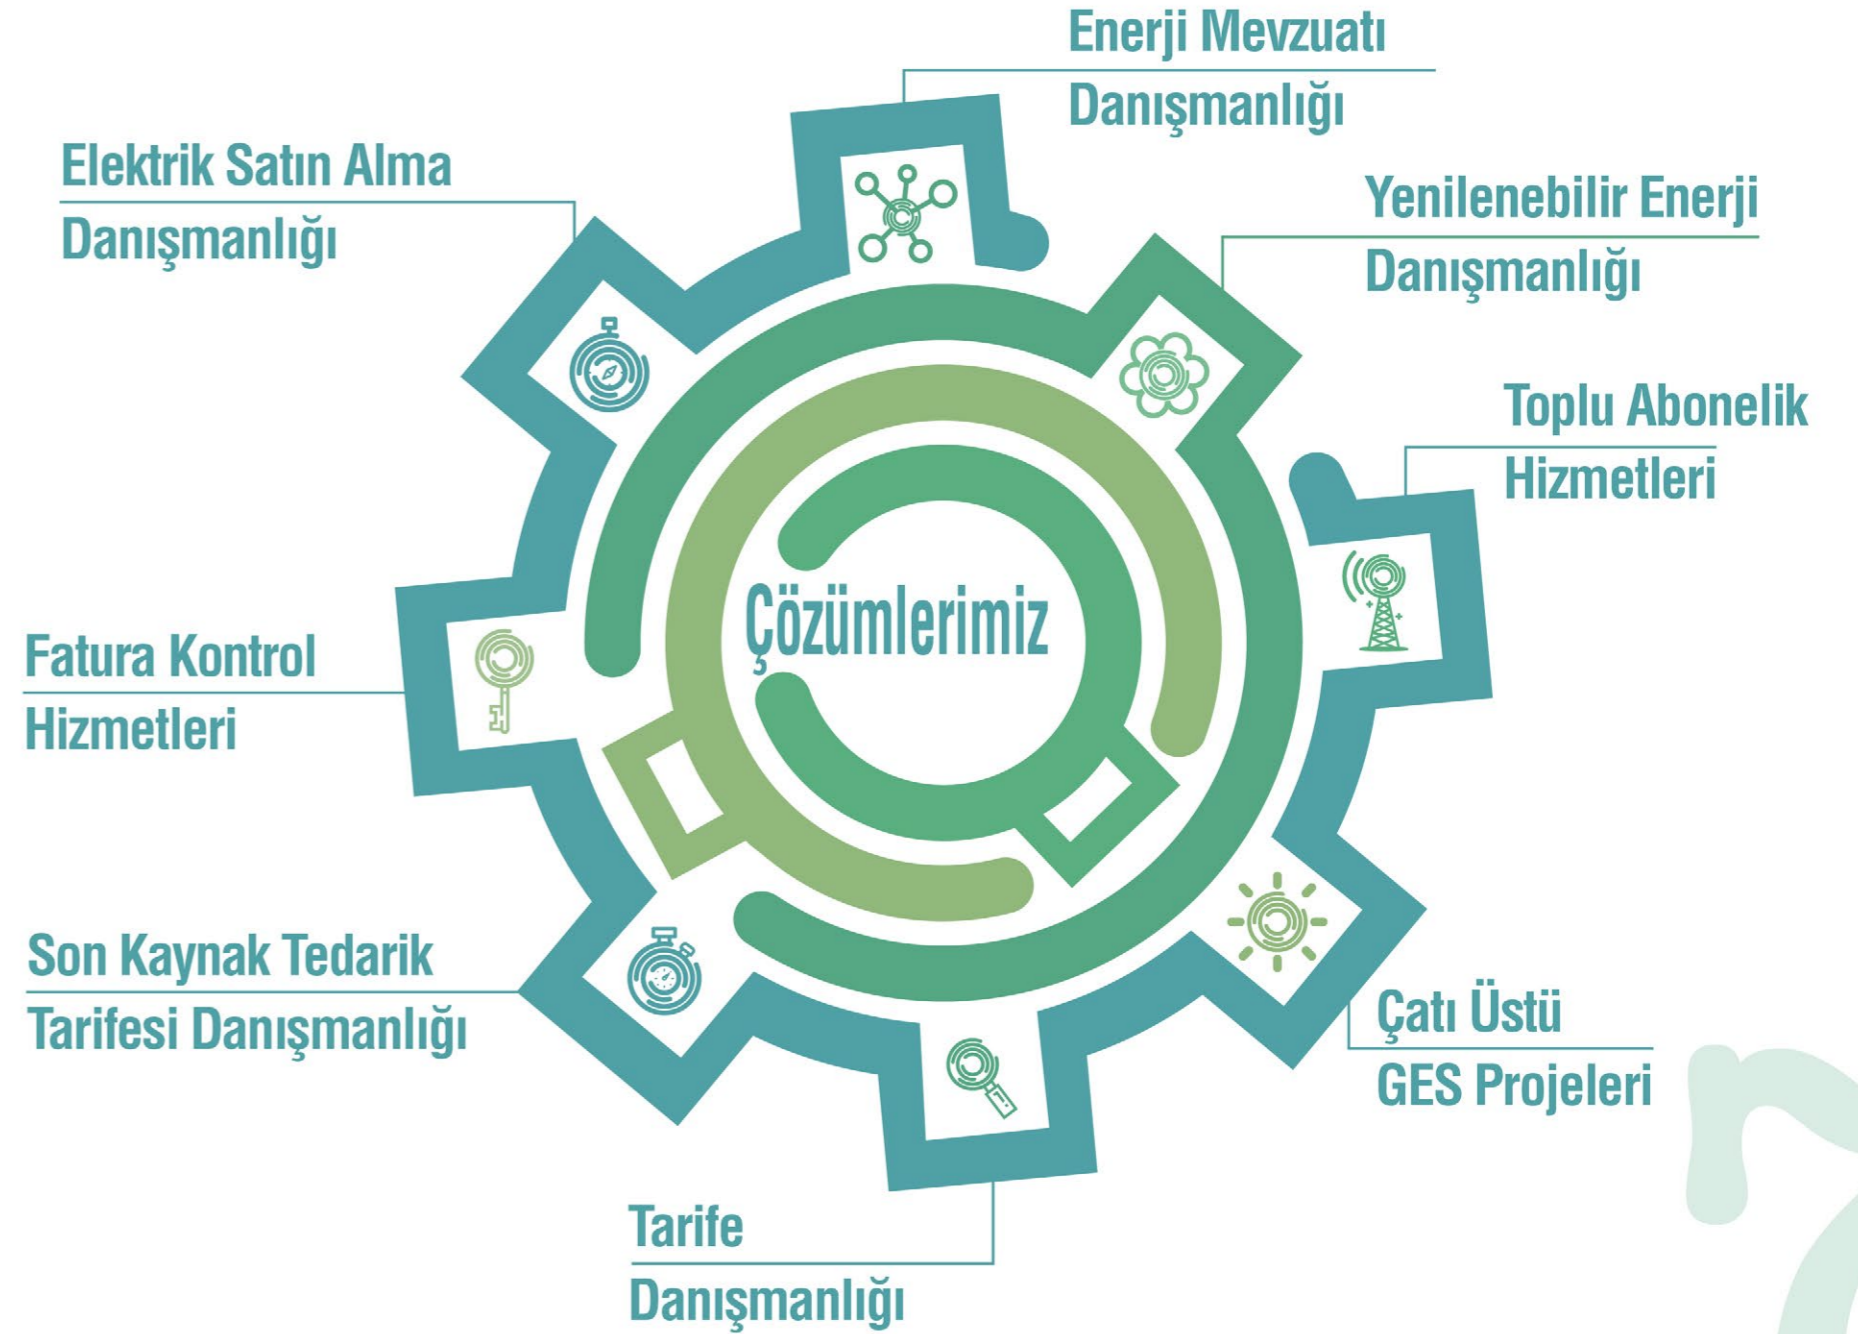 Enerji Mevzuatı
Danışmanlığı
Elektrik Satın Alma
Danışmanlığı
Yenilenebilir Enerji
Danışmanlığı
Toplu Abonelik
Hizmetleri
Çözümlerimiz
Fatura Kontrol
Hizmetleri
Son Kaynak Tedarik
Tarifesi Danışmanlığı
Çatı Üstü
GES Projeleri
Tarife
Danışmanlığı